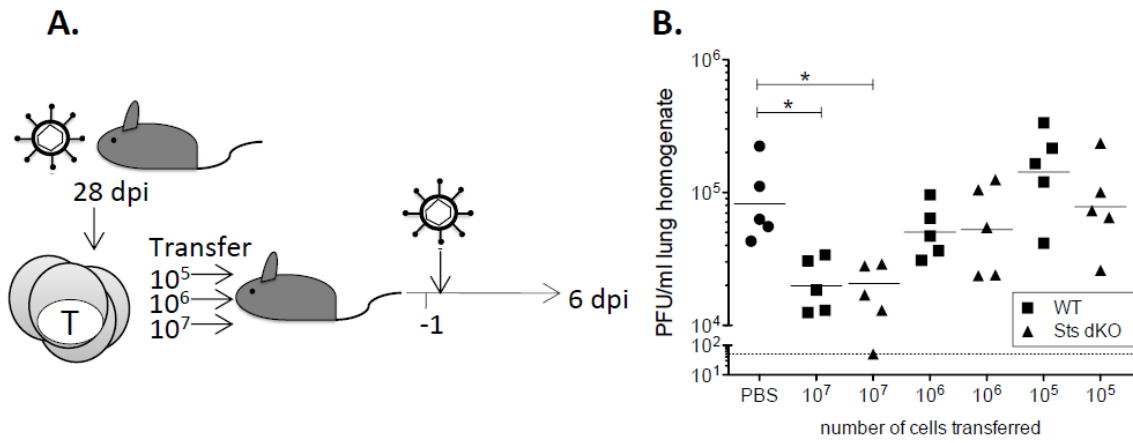 A.
28 dpi
T
Transfer
10⁵
10⁶
10⁷
-1
6 dpi
B.
PFU/ml lung homogenate
10⁶
10⁵
10⁴
10²
10¹
*
*
WT
Sts dKO
PBS 10⁷ 10⁷ 10⁶ 10⁶ 10⁵ 10⁵
number of cells transferred